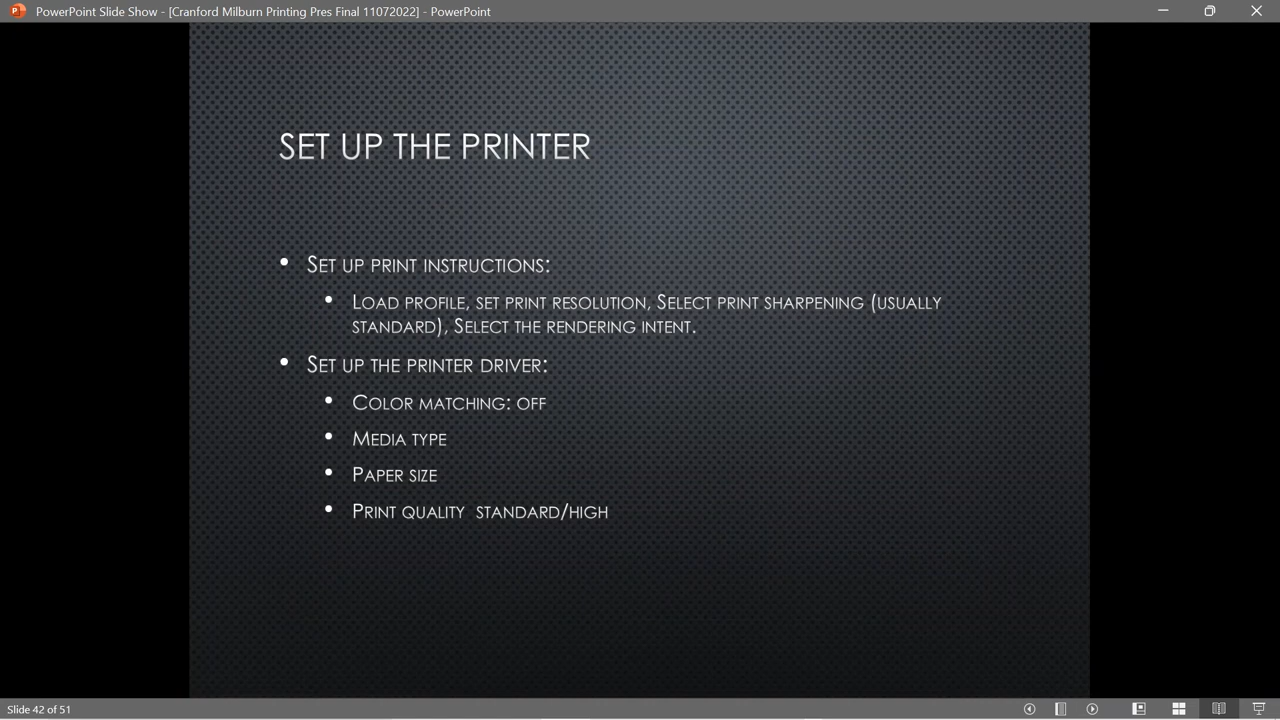 PowerPoint Slide Show - [Cranford Milburn Printing Pres Final 11072022] - PowerPoint
SET UP THE PRINTER
• SET UP PRINT INSTRUCTIONS:
• LOAD PROFILE, SET PRINT RESOLUTION, SELECT PRINT SHARPENING (USUALLY
STANDARD), SELECT THE RENDERING INTENT.
• SET UP THE PRINTER DRIVER:
• COLOR MATCHING: OFF
• MEDIA TYPE
• PAPER SIZE
• PRINT QUALITY STANDARD/HIGH
Slide 42 of 51